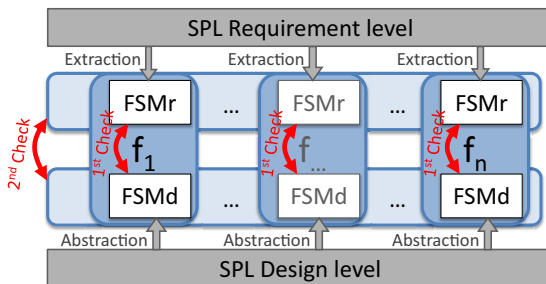 SPL Requirement level
Extraction Extraction Extraction
FSMr ... FSMr ... FSMr
2nd Check
1st Check f1 1st Check f... 1st Check fn
FSMd ... FSMd ... FSMd
Abstraction Abstraction Abstraction
SPL Design level